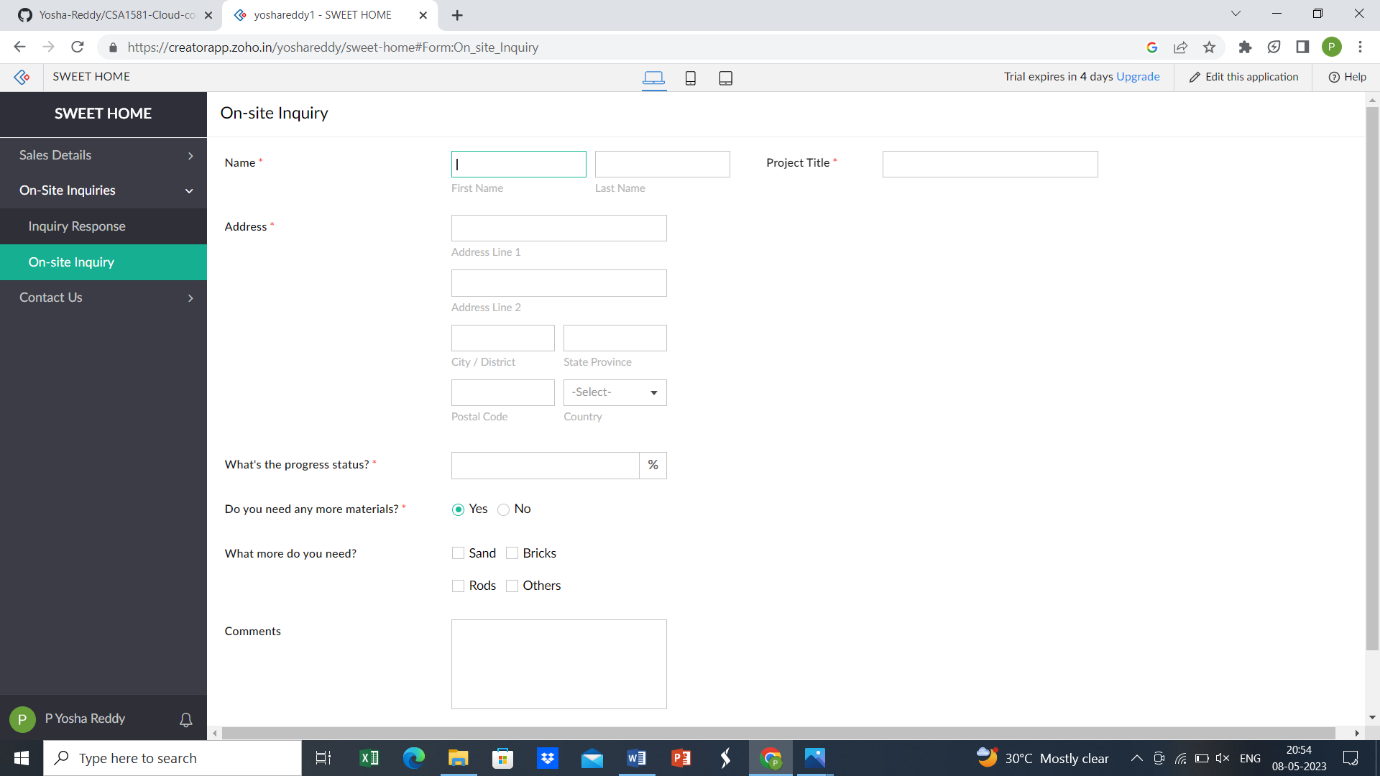 Yosha-Reddy/CSA1581-Cloud-co
yoshareddy1 - SWEET HOME
https://creatorapp.zoho.in/yoshareddy/sweet-home#Form:On_site_Inquiry
P
SWEET HOME
Trial expires in 4 days Upgrade
Edit this application
Help
SWEET HOME
Sales Details
On-Site Inquiries
Inquiry Response
On-site Inquiry
Contact Us
P P Yosha Reddy
On-site Inquiry
Name *
First Name
Last Name
Project Title *
Address *
Address Line 1
Address Line 2
City / District
State Province
-Select-
Postal Code
Country
What's the progress status? *
%
Do you need any more materials? *
Yes No
What more do you need?
Sand Bricks
Rods Others
Comments
Type here to search
30°C Mostly clear
ENG
20:54
08-05-2023